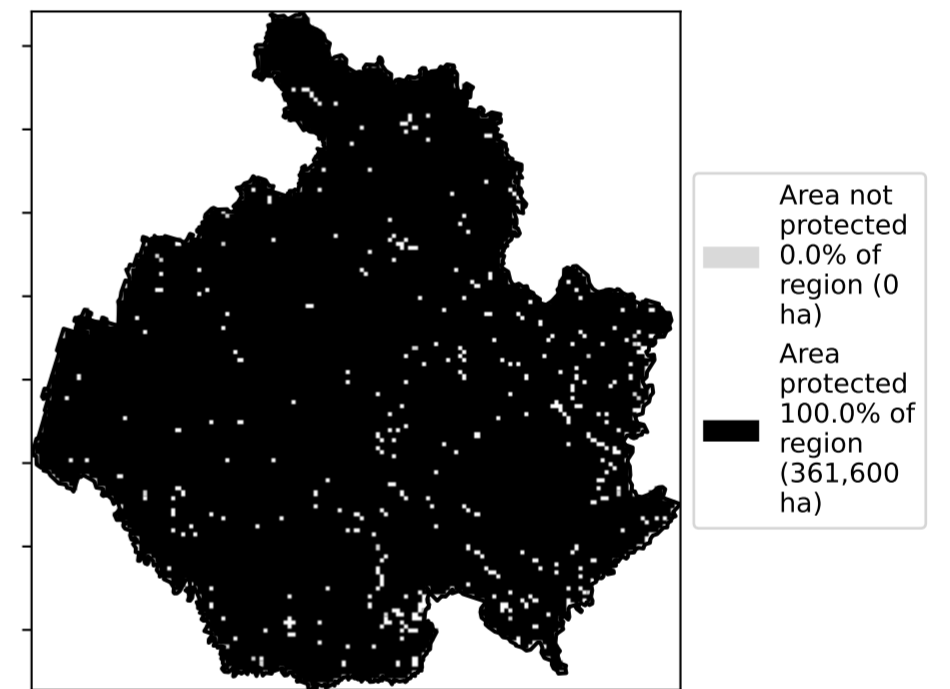 Area not
protected
0.0% of
region (0
ha)
Area
protected
100.0% of
region
(361,600
ha)